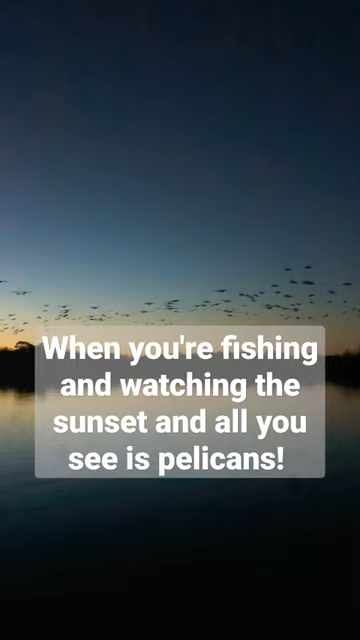 When you're fishing
and watching the
sunset and all you
see is pelicans!